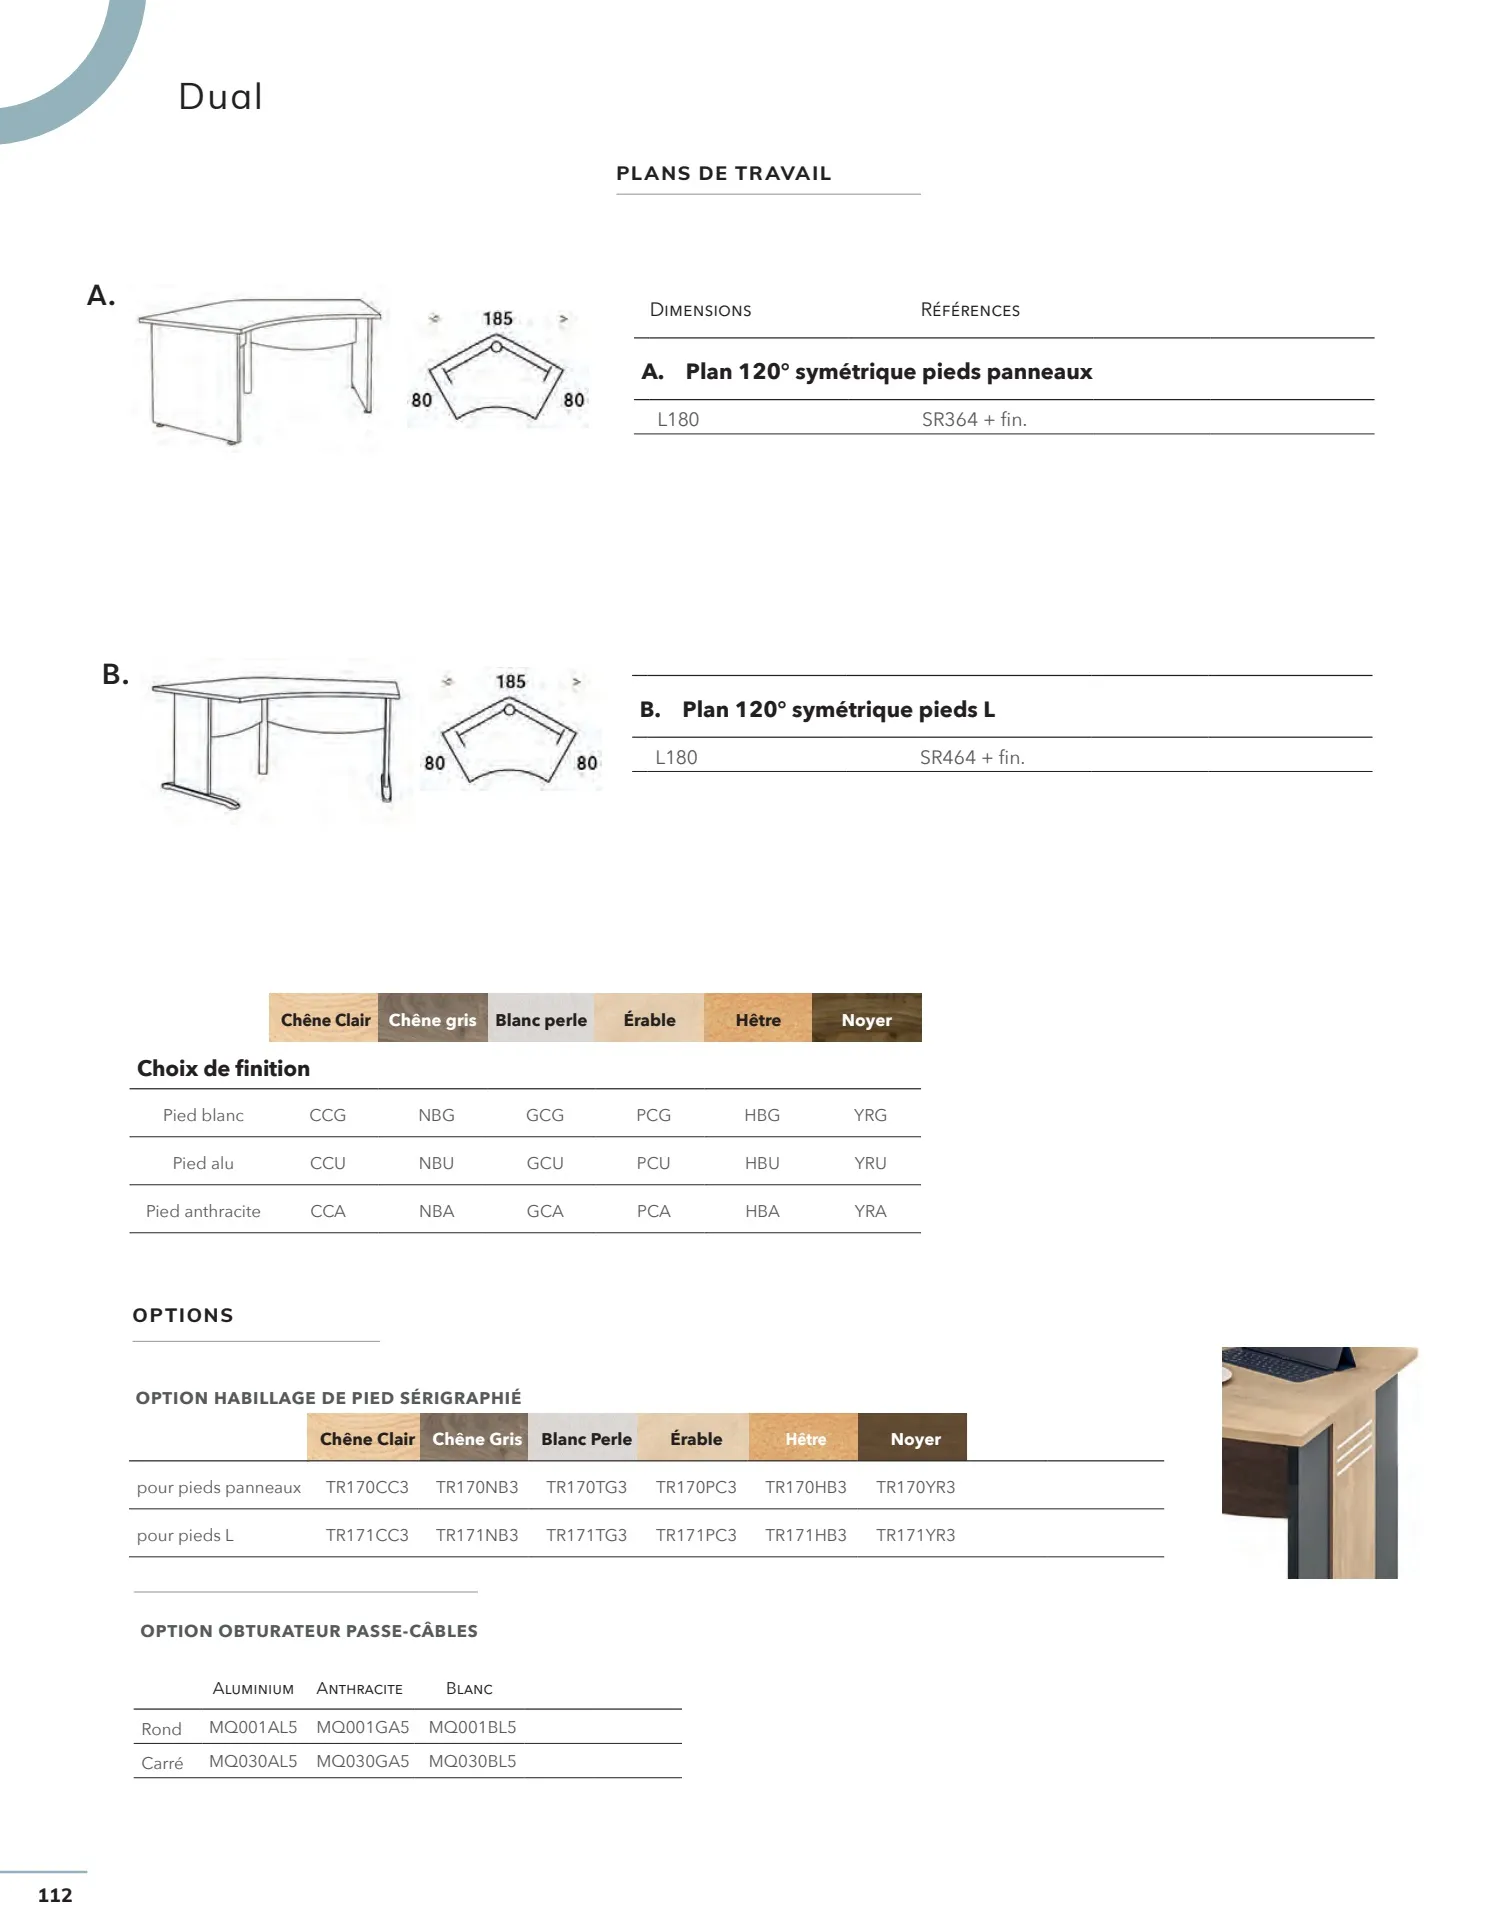 Dual
PLANS DE TRAVAIL
A.
185
80 80
DIMENSIONS RÉFÉRENCES
A. Plan 120° symétrique pieds panneaux
L180 SR364 + fin.
B.
185
80 80
B. Plan 120° symétrique pieds L
L180 SR464 + fin.
Chêne Clair Chêne gris Blanc perle Érable Hêtre Noyer
Choix de finition
Pied blanc CCG NBG GCG PCG HBG YRG
Pied alu CCU NBU GCU PCU HBU YRU
Pied anthracite CCA NBA GCA PCA HBA YRA
OPTIONS
OPTION HABILLAGE DE PIED SÉRIGRAPHIÉ
Chêne Clair Chêne Gris Blanc Perle Érable Hêtre Noyer
pour pieds panneaux TR170CC3 TR170NB3 TR170TG3 TR170PC3 TR170HB3 TR170YR3
pour pieds L TR171CC3 TR171NB3 TR171TG3 TR171PC3 TR171HB3 TR171YR3
OPTION OBTURATEUR PASSE-CÂBLES
ALUMINIUM ANTHRACITE BLANC
Rond MQ001AL5 MQ001GA5 MQ001BL5
Carré MQ030AL5 MQ030GA5 MQ030BL5
112